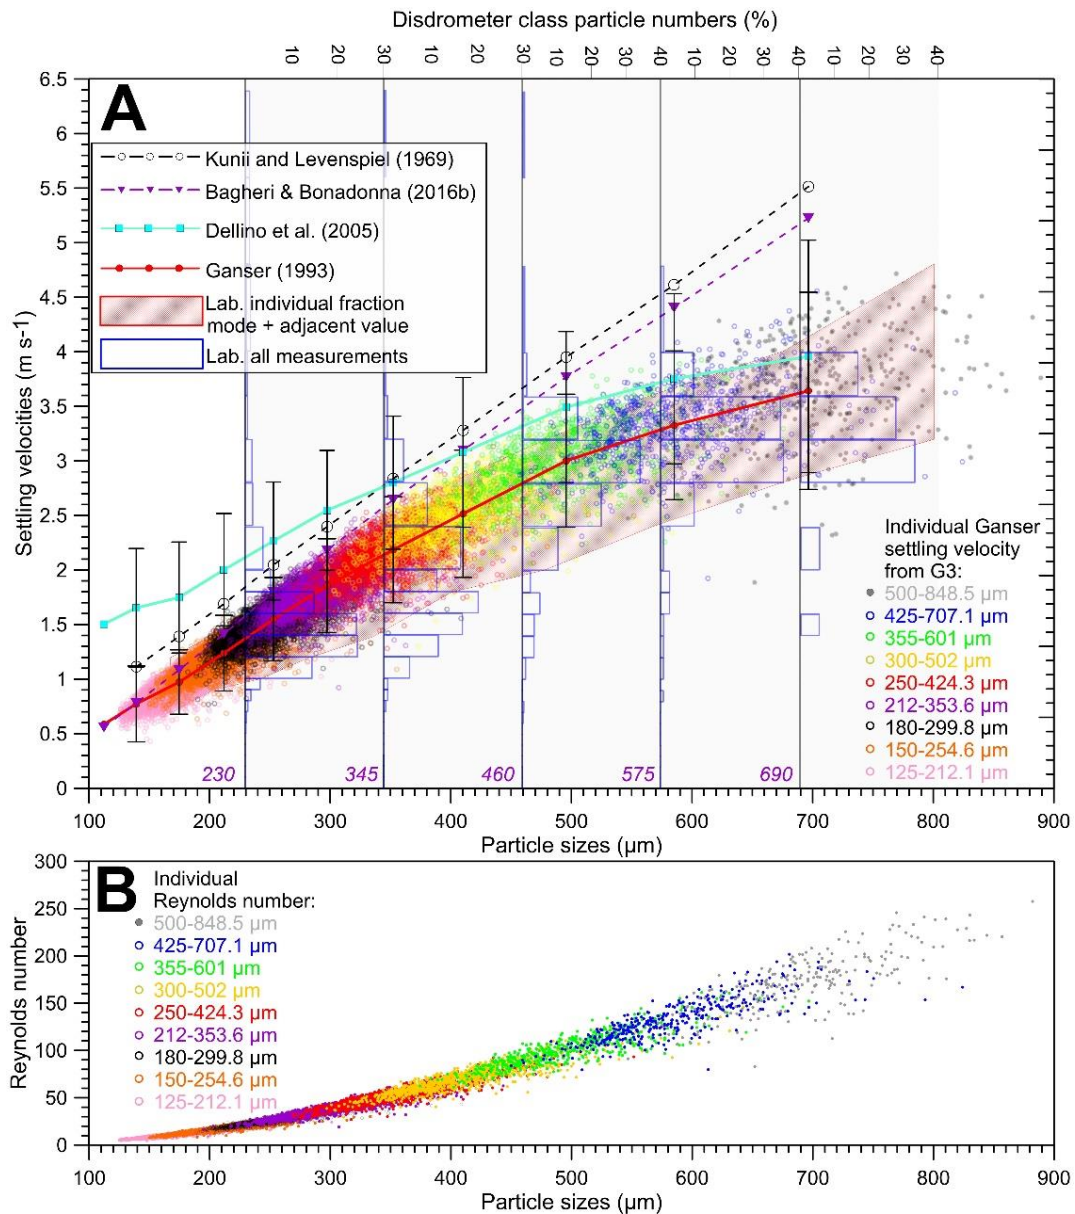 Disdrometer class particle numbers (%)
10 20 30 10 20 30 10 20 30 40 10 20 30 40 10 20 30 40
A
6.5
6
5.5
5
4.5
4
3.5
3
2.5
2
1.5
1
0.5
0
Settling velocities (m s-1)
Kunii and Levenspiel (1969)
Bagheri & Bonadonna (2016b)
Dellino et al. (2005)
Ganser (1993)
Lab. individual fraction
mode + adjacent value
Lab. all measurements
Individual Ganser
settling velocity
from G3:
500-848.5 µm
425-707.1 µm
355-601 µm
300-502 µm
250-424.3 µm
212-353.6 µm
180-299.8 µm
150-254.6 µm
125-212.1 µm
230 345 460 575 690
100 200 300 400 500 600 700 800 900
Particle sizes (µm)
B
300
250
200
150
100
50
0
Reynolds number
Individual
Reynolds number:
500-848.5 µm
425-707.1 µm
355-601 µm
300-502 µm
250-424.3 µm
212-353.6 µm
180-299.8 µm
150-254.6 µm
125-212.1 µm
100 200 300 400 500 600 700 800 900
Particle sizes (µm)